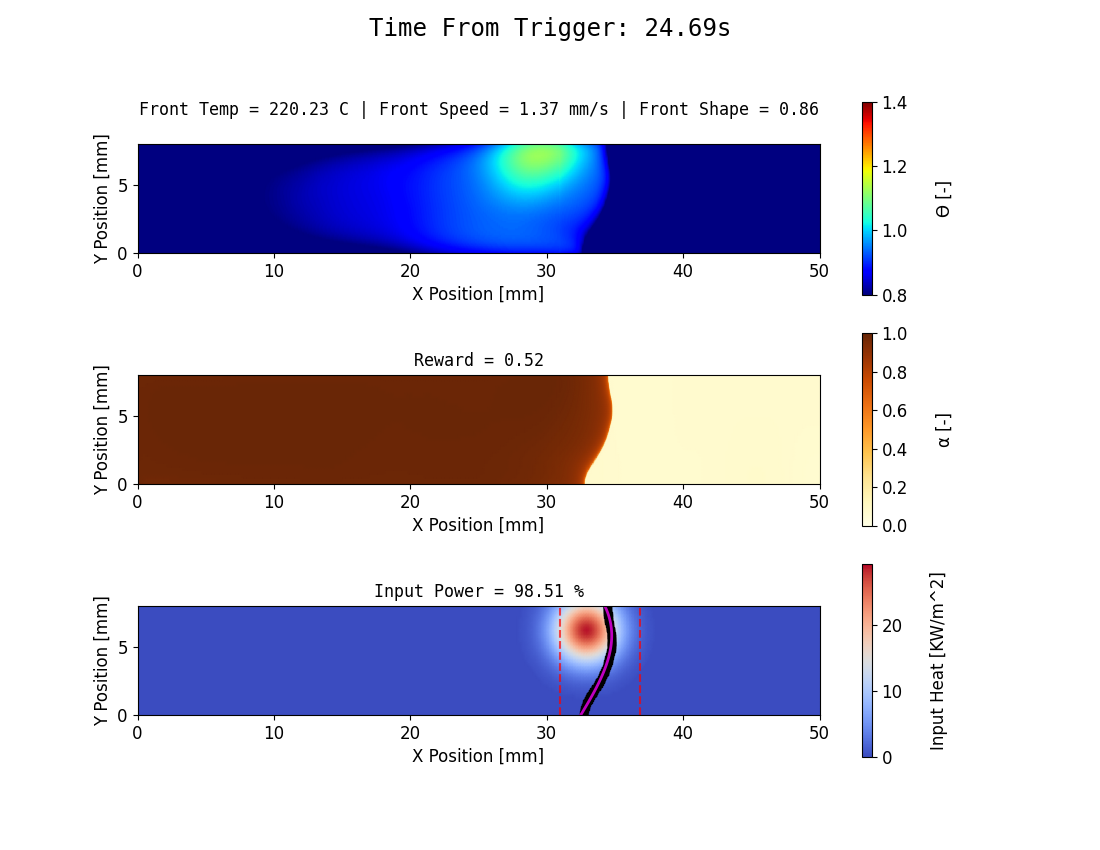 Time From Trigger: 24.69s
Front Temp = 220.23 C | Front Speed = 1.37 mm/s | Front Shape = 0.86
Y Position [mm]
5
0
0 10 20 30 40 50
X Position [mm]
1.4
1.2
1.0
0.8
Θ [-]
Reward = 0.52
Y Position [mm]
5
0
0 10 20 30 40 50
X Position [mm]
1.0
0.8
0.6
0.4
0.2
0.0
α [-]
Input Power = 98.51 %
Y Position [mm]
5
0
0 10 20 30 40 50
X Position [mm]
20
10
0
Input Heat [KW/m^2]